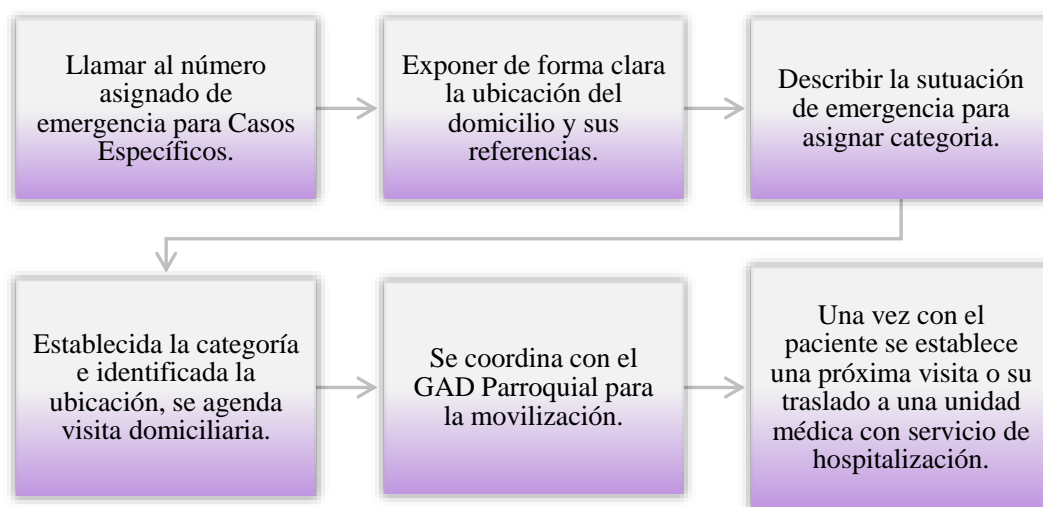 Llamar al número
asignado de
emergencia para Casos
Específicos.
Exponer de forma clara
la ubicación del
domicilio y sus
referencias.
Describir la sutuación
de emergencia para
asignar categoria.
Establecida la categoría
e identificada la
ubicación, se agenda
visita domiciliaria.
Se coordina con el
GAD Parroquial para
la movilización.
Una vez con el
paciente se establece
una próxima visita o su
traslado a una unidad
médica con servicio de
hospitalización.